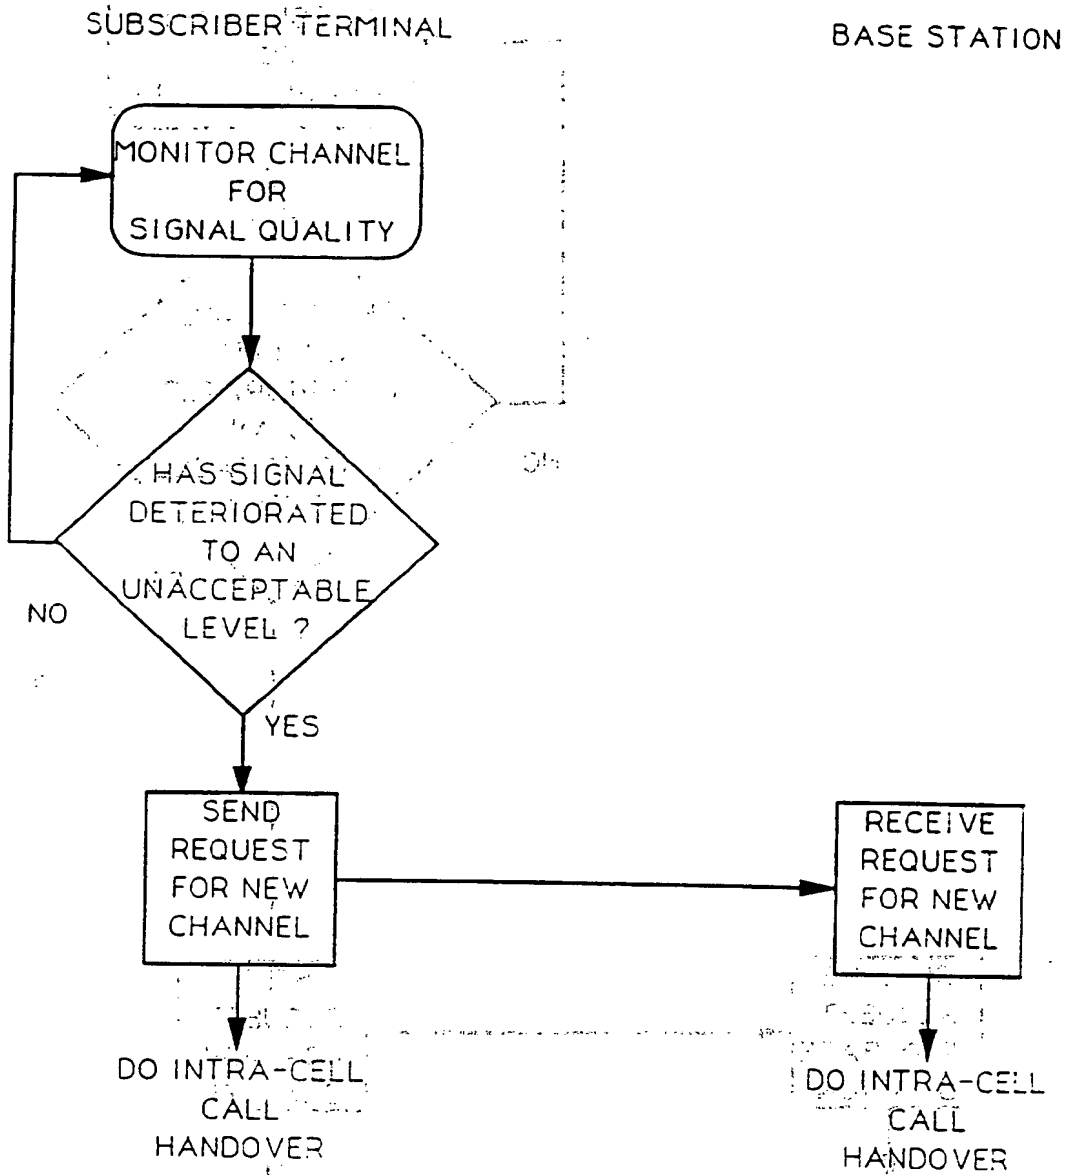 SUBSCRIBER TERMINAL
BASE STATION
MONITOR CHANNEL
FOR
SIGNAL QUALITY
HAS SIGNAL
DETERIORATED
TO AN
UNACCEPTABLE
LEVEL ?
NO
YES
SEND
REQUEST
FOR NEW
CHANNEL
RECEIVE
REQUEST
FOR NEW
CHANNEL
DO INTRA-CELL
CALL
HANDOVER
DO INTRA-CELL
CALL
HANDOVER